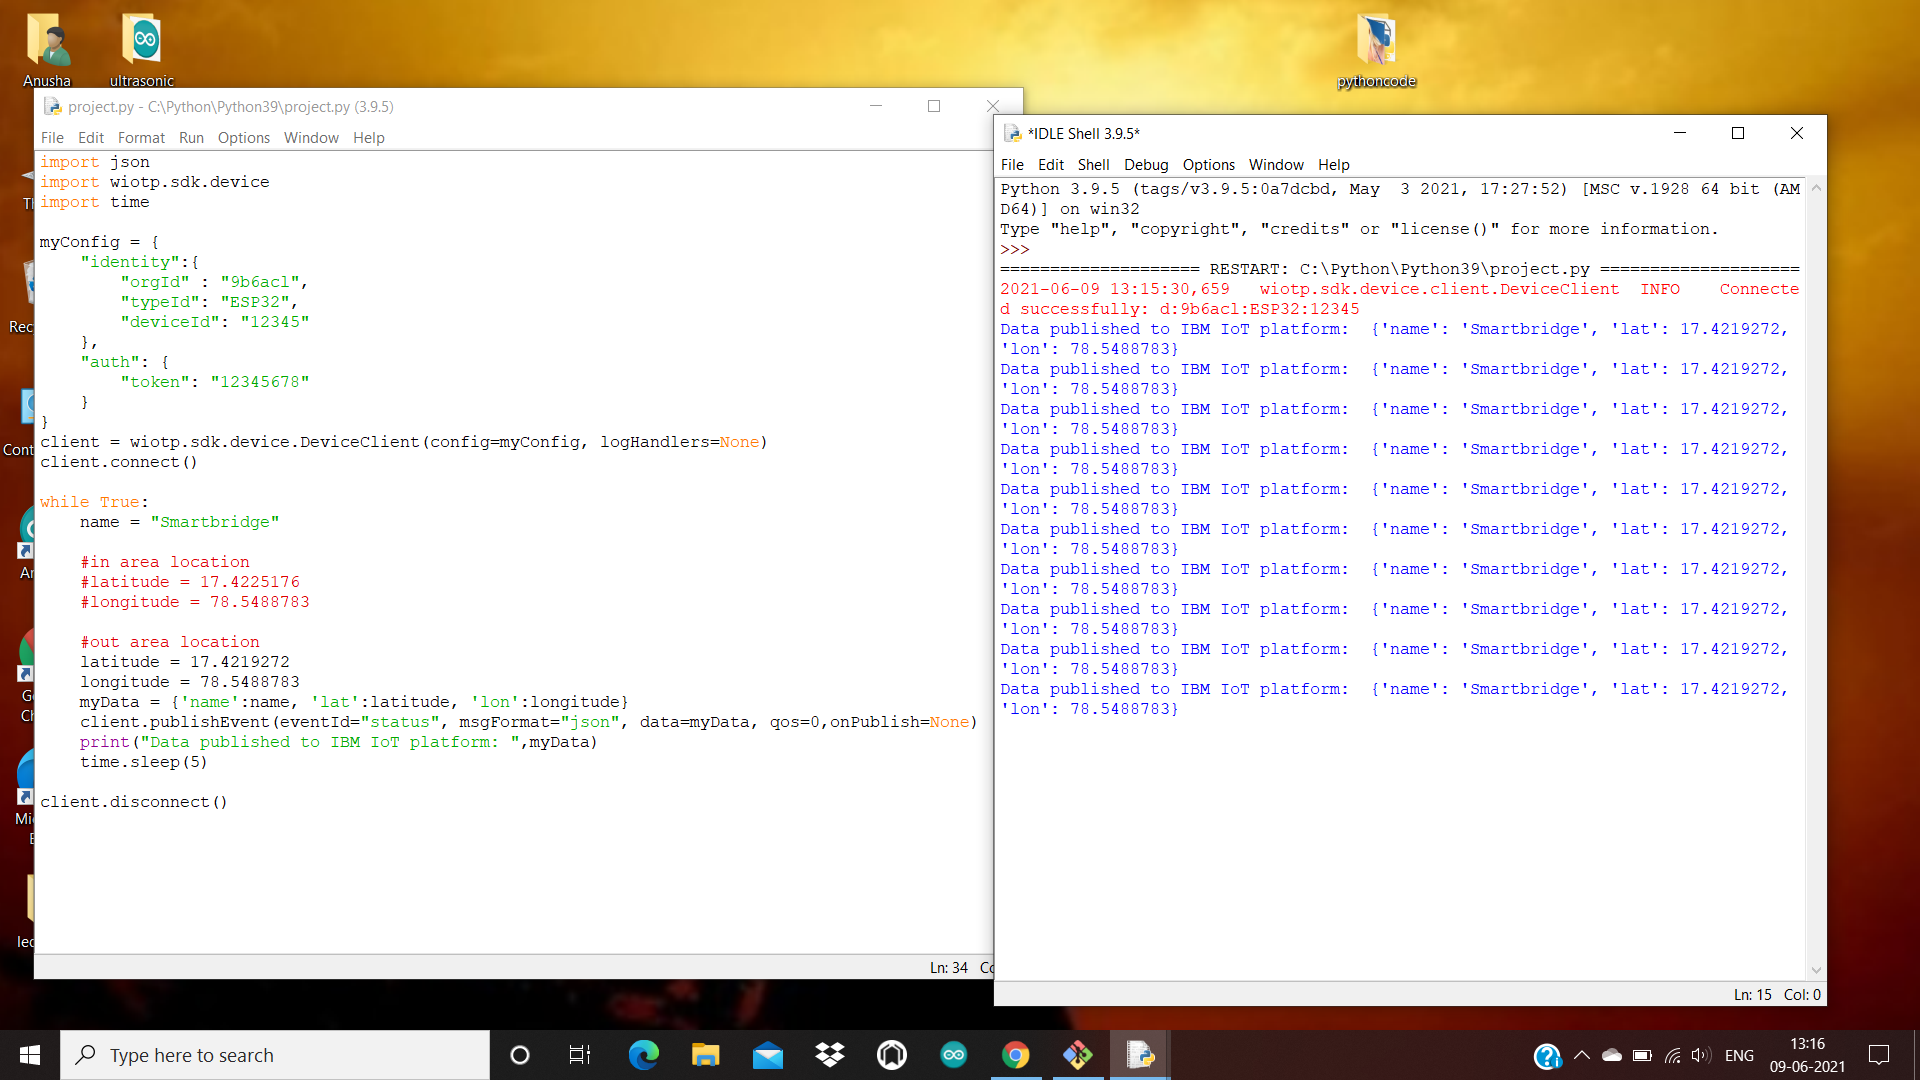 Anusha
ultrasonic
pythoncode
project.py - C:\Python\Python39\project.py (3.9.5)
File Edit Format Run Options Window Help
import json
import wiotp.sdk.device
import time
myConfig = {
    "identity":{
        "orgId" : "9b6acl",
        "typeId": "ESP32",
        "deviceId": "12345"
    },
    "auth": {
        "token": "12345678"
    }
}
client = wiotp.sdk.device.DeviceClient(config=myConfig, logHandlers=None)
client.connect()
while True:
    name = "Smartbridge"
    #in area location
    #latitude = 17.4225176
    #longitude = 78.5488783
    #out area location
    latitude = 17.4219272
    longitude = 78.5488783
    myData = {'name':name, 'lat':latitude, 'lon':longitude}
    client.publishEvent(eventId="status", msgFormat="json", data=myData, qos=0,onPublish=None)
    print("Data published to IBM IoT platform: ",myData)
    time.sleep(5)
client.disconnect()
Ln: 34
*IDLE Shell 3.9.5*
File Edit Shell Debug Options Window Help
Python 3.9.5 (tags/v3.9.5:0a7dcbd, May  3 2021, 17:27:52) [MSC v.1928 64 bit (AM
D64)] on win32
Type "help", "copyright", "credits" or "license()" for more information.
>>>
==================== RESTART: C:\Python\Python39\project.py ====================
2021-06-09 13:15:30,659   wiotp.sdk.device.client.DeviceClient  INFO    Connecte
d successfully: d:9b6acl:ESP32:12345
Data published to IBM IoT platform:  {'name': 'Smartbridge', 'lat': 17.4219272,
'lon': 78.5488783}
Data published to IBM IoT platform:  {'name': 'Smartbridge', 'lat': 17.4219272,
'lon': 78.5488783}
Data published to IBM IoT platform:  {'name': 'Smartbridge', 'lat': 17.4219272,
'lon': 78.5488783}
Data published to IBM IoT platform:  {'name': 'Smartbridge', 'lat': 17.4219272,
'lon': 78.5488783}
Data published to IBM IoT platform:  {'name': 'Smartbridge', 'lat': 17.4219272,
'lon': 78.5488783}
Data published to IBM IoT platform:  {'name': 'Smartbridge', 'lat': 17.4219272,
'lon': 78.5488783}
Data published to IBM IoT platform:  {'name': 'Smartbridge', 'lat': 17.4219272,
'lon': 78.5488783}
Data published to IBM IoT platform:  {'name': 'Smartbridge', 'lat': 17.4219272,
'lon': 78.5488783}
Data published to IBM IoT platform:  {'name': 'Smartbridge', 'lat': 17.4219272,
'lon': 78.5488783}
Data published to IBM IoT platform:  {'name': 'Smartbridge', 'lat': 17.4219272,
'lon': 78.5488783}
Ln: 15 Col: 0
Type here to search
ENG
13:16
09-06-2021